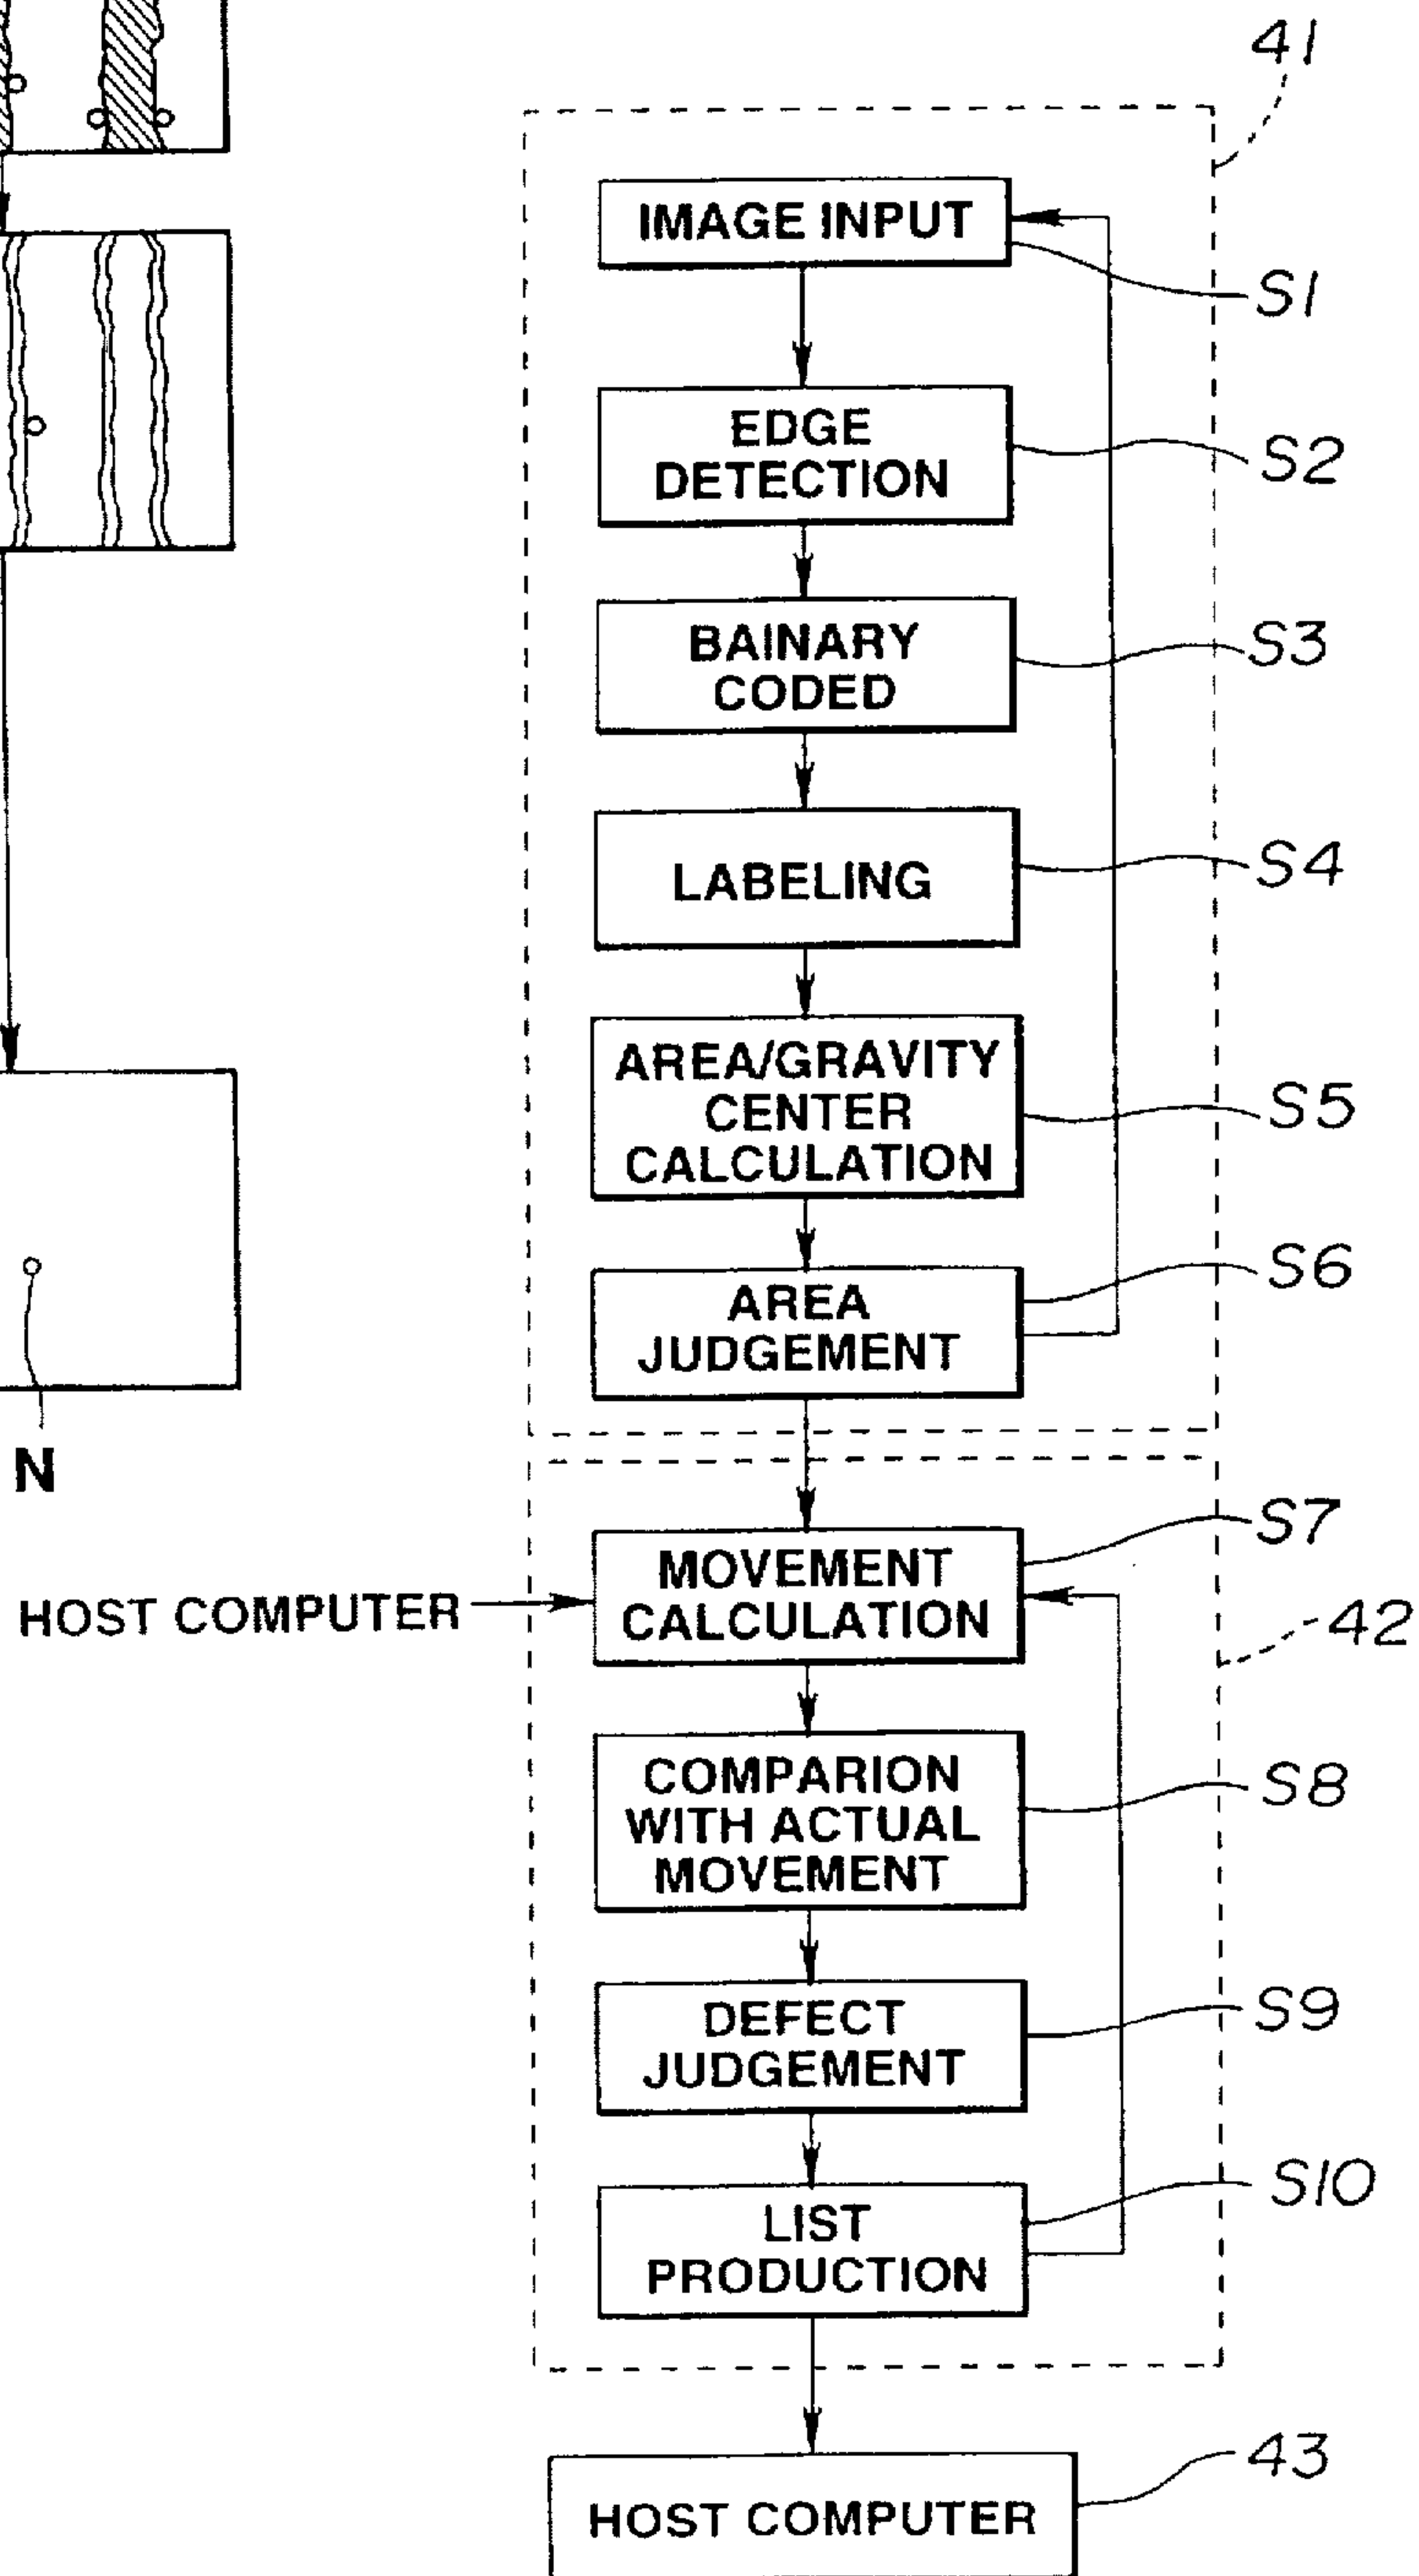 41
IMAGE INPUT
S1
EDGE
DETECTION
S2
BAINARY
CODED
S3
LABELING
S4
AREA/GRAVITY
CENTER
CALCULATION
S5
AREA
JUDGEMENT
S6
N
MOVEMENT
CALCULATION
S7
HOST COMPUTER
42
COMPARION
WITH ACTUAL
MOVEMENT
S8
DEFECT
JUDGEMENT
S9
LIST
PRODUCTION
S10
HOST COMPUTER
43